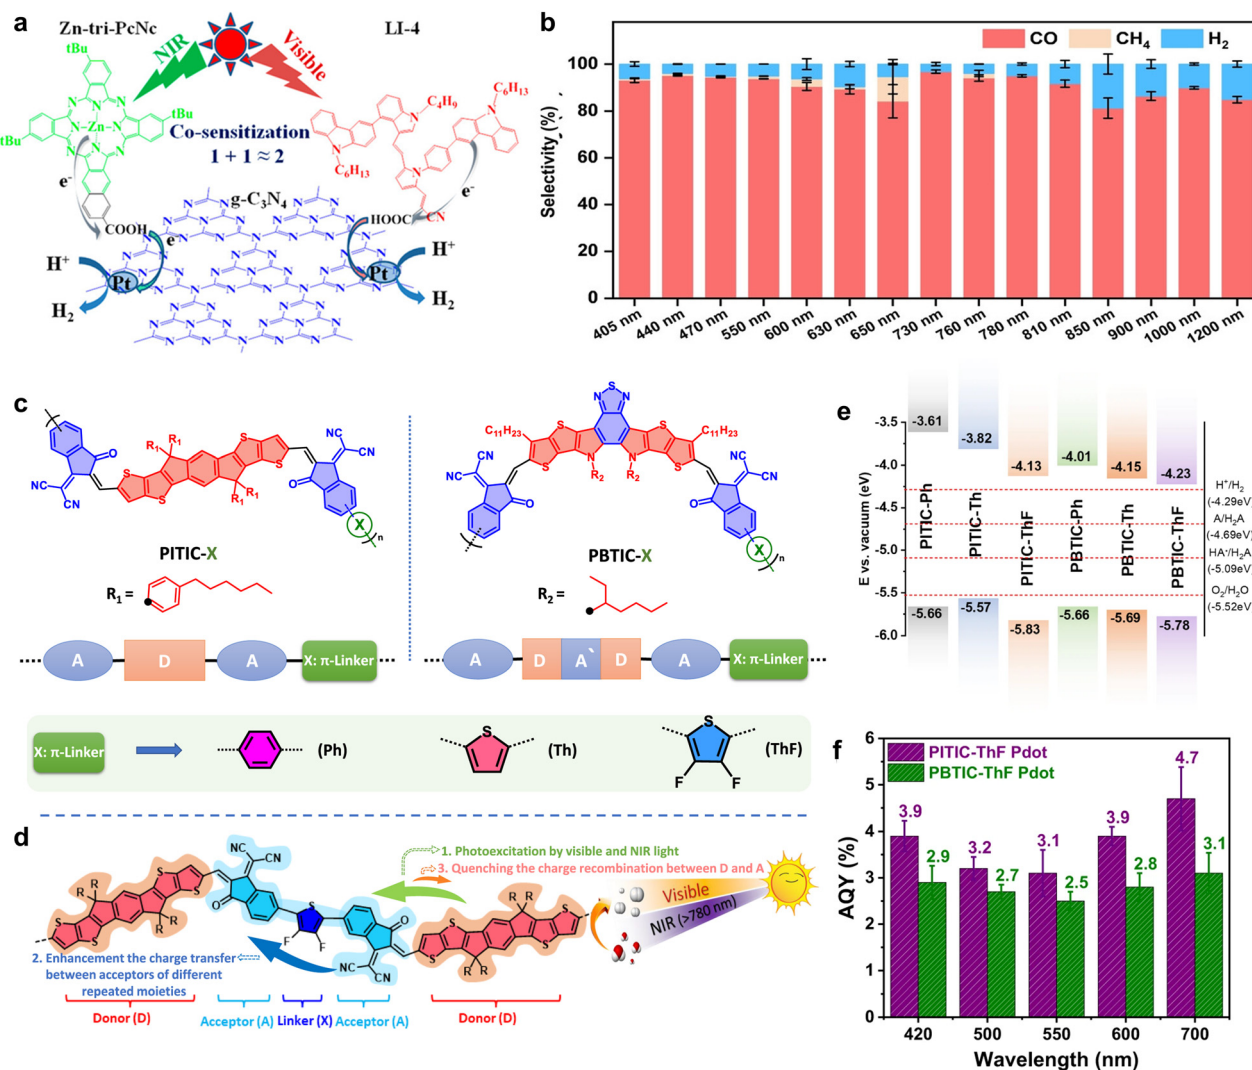 a
Zn-tri-PcNc
LI-4
NIR
Visible
tBu
tBu
tBu
N
N
N
N
N-Zn-N
N
N
Co-sensitization
1 + 1 ≈ 2
N-C₄H₉
C₆H₁₃
N
N
C₆H₁₃
N
e⁻
e⁻
COOH
HOOC
CN
g-C₃N₄
e⁻
H⁺
Pt
H₂
H⁺
Pt
H₂
b
CO
CH₄
H₂
Selectivity (%)
100
80
60
40
20
0
405 nm
440 nm
470 nm
550 nm
600 nm
630 nm
650 nm
730 nm
760 nm
780 nm
810 nm
850 nm
900 nm
1000 nm
1200 nm
c
O
NC
CN
S
S
R₁
R₁
R₁
R₁
S
S
NC
CN
O
X
n
PITIC-X
R₁ =
N
S
N
C₁₁H₂₃
C₁₁H₂₃
S
S
S
S
N
N
R₂
R₂
NC
CN
O
NC
CN
O
X
n
PBTIC-X
R₂ =
A
D
A
X: π-Linker
A
D
A`
D
A
X: π-Linker
X: π-Linker
(Ph)
S
(Th)
S
F
F
(ThF)
e
E vs. vacuum (eV)
-3.5
-4.0
-4.5
-5.0
-5.5
-6.0
-3.61
-3.82
-4.13
-4.01
-4.15
-4.23
PITIC-Ph
PITIC-Th
PITIC-ThF
PBTIC-Ph
PBTIC-Th
PBTIC-ThF
-5.66
-5.57
-5.83
-5.66
-5.69
-5.78
H⁺/H₂
(-4.29eV)
A/H₂A
(-4.69eV)
HA·/H₂A
(-5.09eV)
O₂/H₂O
(-5.52eV)
d
1. Photoexcitation by visible and NIR light
3. Quenching the charge recombination between D and A
2. Enhancement the charge transfer
between acceptors of different
repeated moieties
R
R
R
R
S
S
S
S
NC
CN
O
S
F
F
O
NC
CN
S
S
R
R
R
R
S
S
Visible
NIR (>780 nm)
Donor (D)
Acceptor (A)
Linker (X)
Acceptor (A)
Donor (D)
f
PITIC-ThF Pdot
PBTIC-ThF Pdot
AQY (%)
6
5
4
3
2
1
0
3.9
2.9
3.2
2.7
3.1
2.5
3.9
2.8
4.7
3.1
420
500
550
600
700
Wavelength (nm)